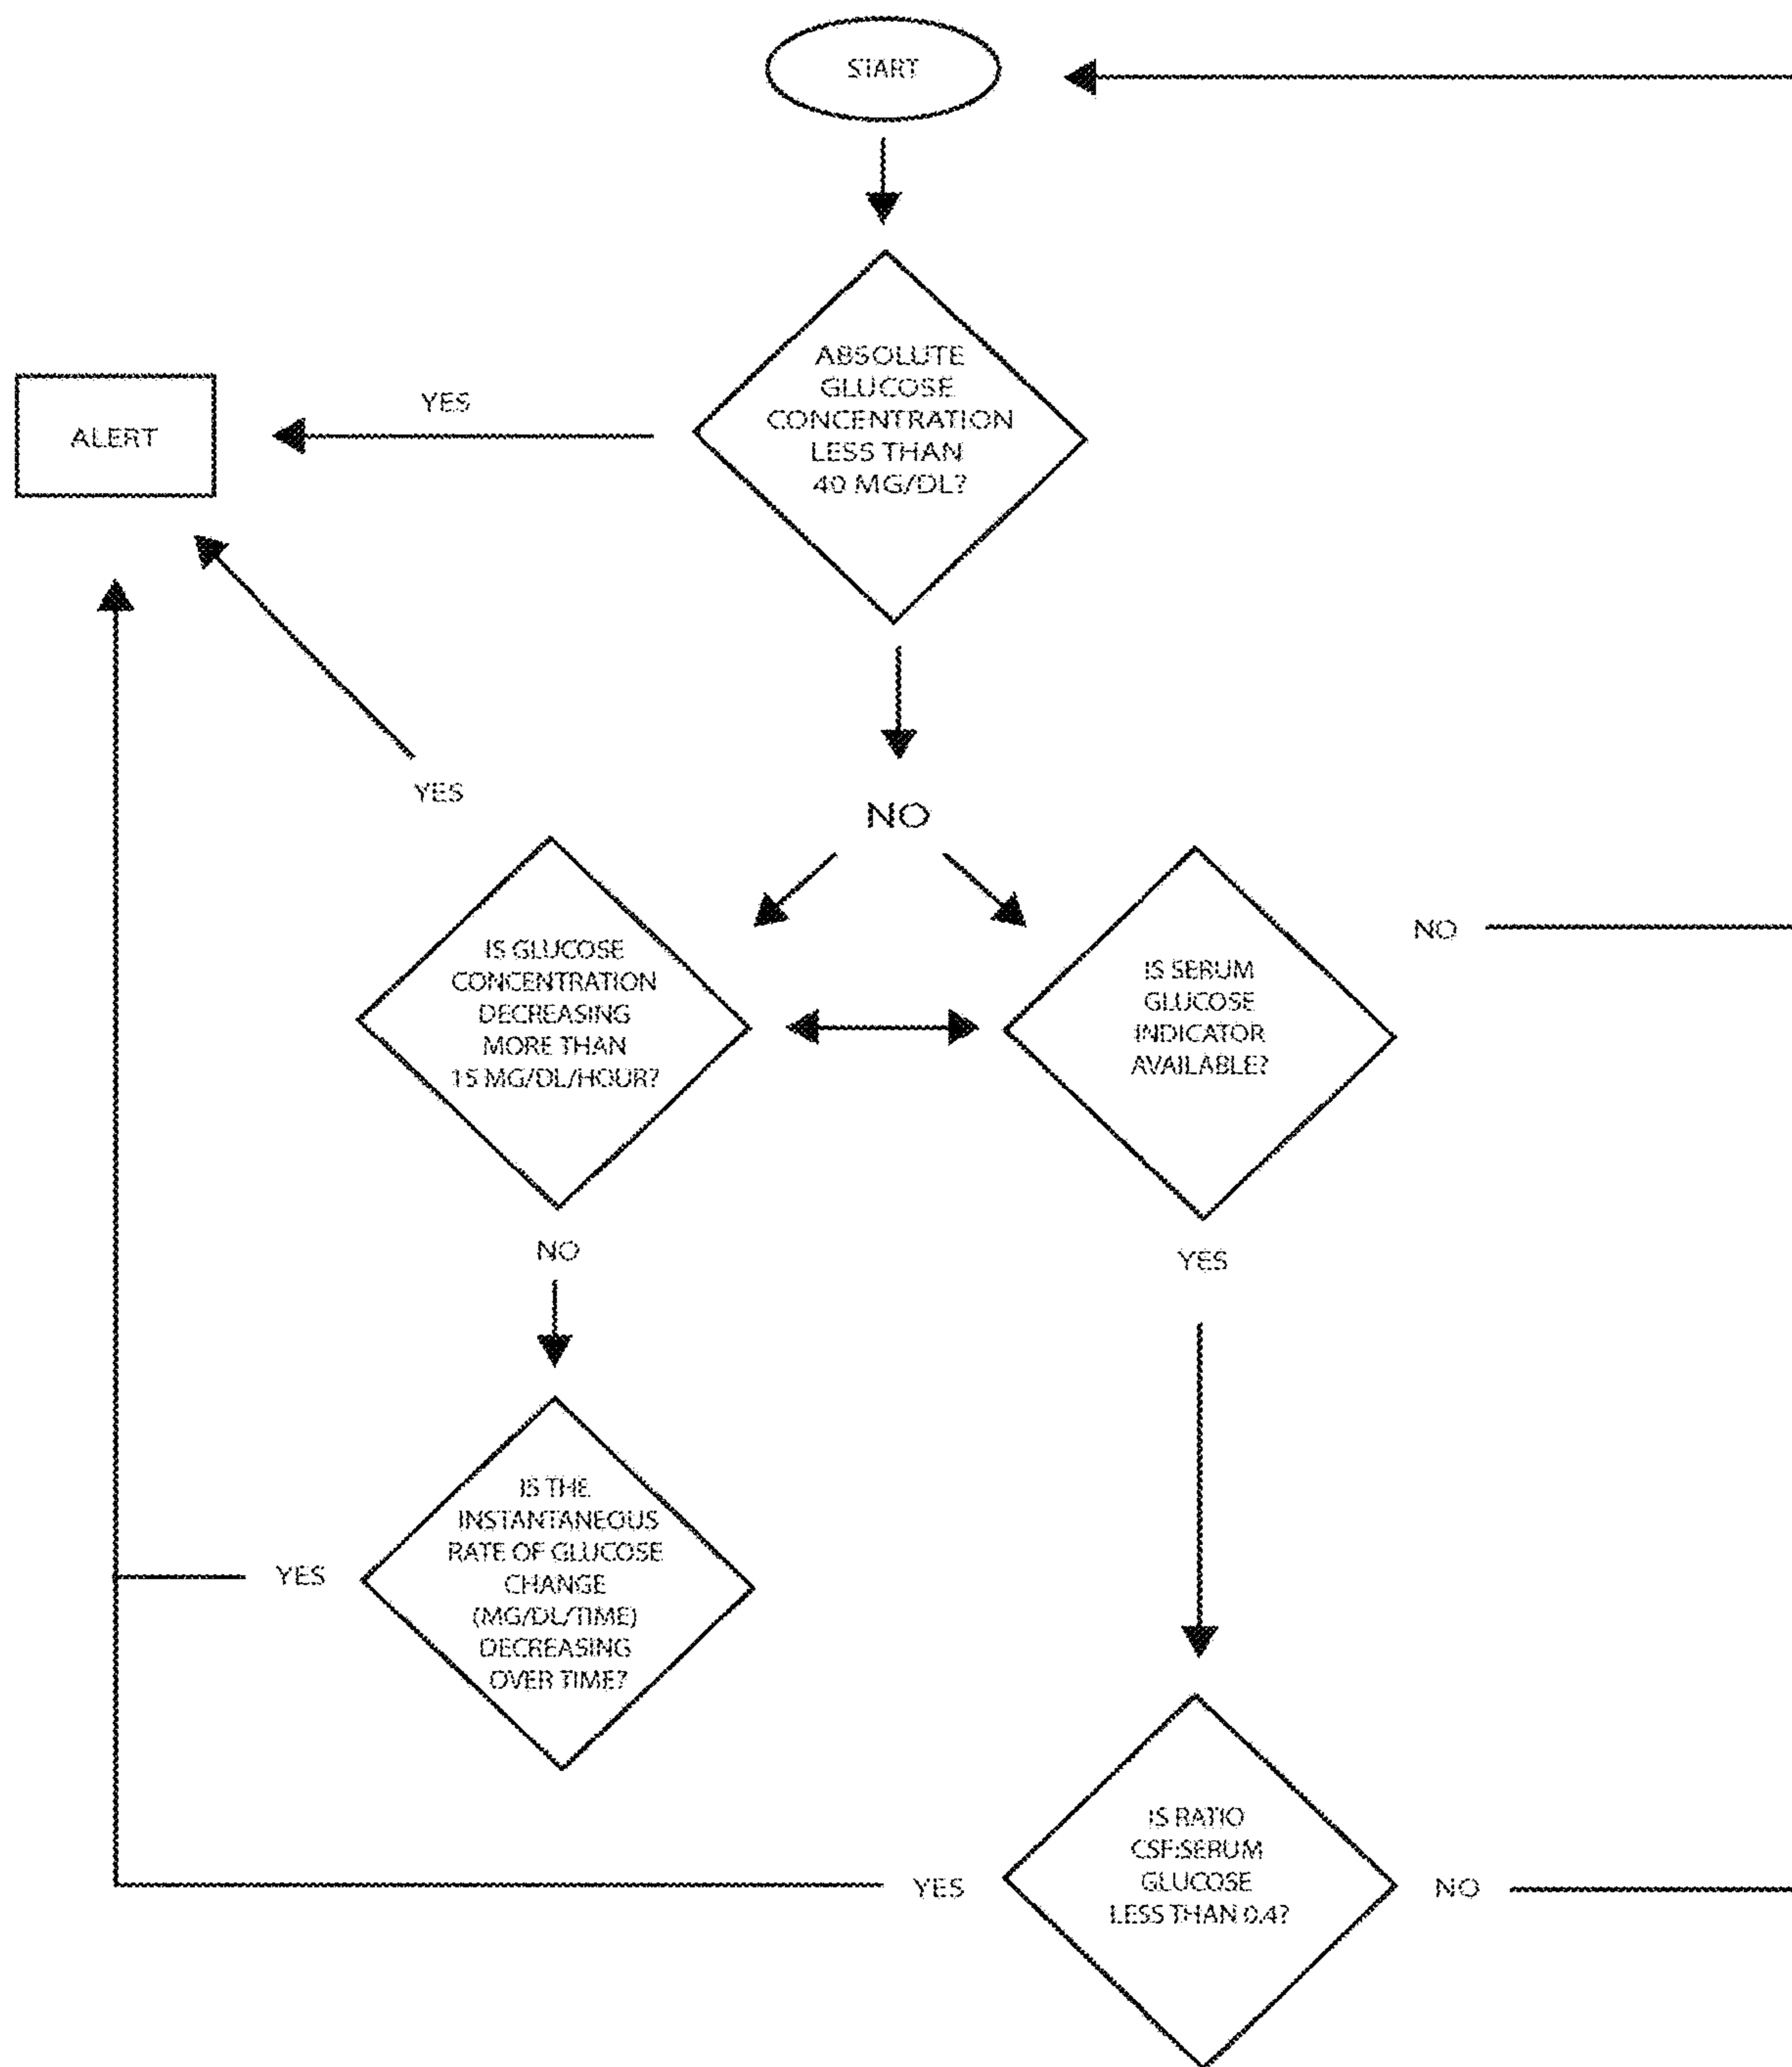 START
ABSOLUTE
GLUCOSE
CONCENTRATION
LESS THAN
40 MG/DL?
YES
ALERT
YES
NO
IS GLUCOSE
CONCENTRATION
DECREASING
MORE THAN
15 MG/DL/HOUR?
IS SERUM
GLUCOSE
INDICATOR
AVAILABLE?
NO
NO
YES
IS THE
INSTANTANEOUS
RATE OF GLUCOSE
CHANGE
(MG/DL/TIME)
DECREASING
OVER TIME?
YES
IS RATIO
CSF:SERUM
GLUCOSE
LESS THAN 0.4?
YES
NO